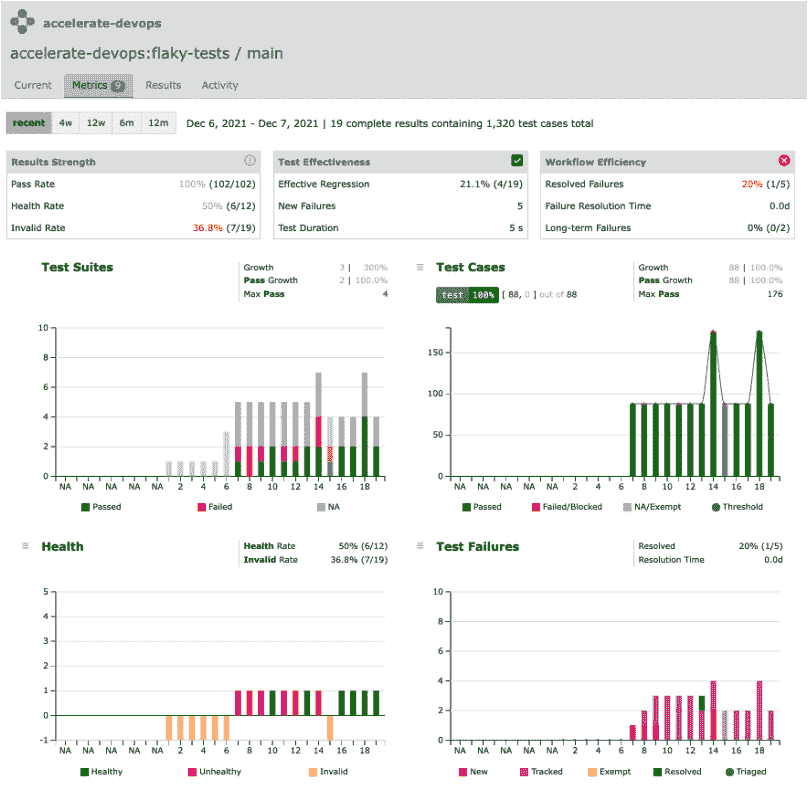 accelerate-devops
accelerate-devops:flaky-tests / main
Current Metrics 9 Results Activity
recent 4w 12w 6m 12m Dec 6, 2021 - Dec 7, 2021 | 19 complete results containing 1,320 test cases total
Results Strength
Pass Rate 100% (102/102)
Health Rate 50% (6/12)
Invalid Rate 36.8% (7/19)
Test Effectiveness
Effective Regression 21.1% (4/19)
New Failures 5
Test Duration 5 s
Workflow Efficiency
Resolved Failures 20% (1/5)
Failure Resolution Time 0.0d
Long-term Failures 0% (0/2)
Test Suites
Growth 3 | 300%
Pass Growth 2 | 100.0%
Max Pass 4
10
8
6
4
2
0
NA NA NA NA NA 2 4 6 8 10 12 14 16 18
Passed Failed NA
Test Cases
test 100% [ 88, 0 ] out of 88
Growth 88 | 100.0%
Pass Growth 88 | 100.0%
Max Pass 176
150
100
50
0
NA NA NA NA NA 2 4 6 8 10 12 14 16 18
Passed Failed/Blocked NA/Exempt Threshold
Health
Health Rate 50% (6/12)
Invalid Rate 36.8% (7/19)
5
4
3
2
1
0
-1
NA NA NA NA NA 2 4 6 8 10 12 14 16 18
Healthy Unhealthy Invalid
Test Failures
Resolved 20% (1/5)
Resolution Time 0.0d
10
8
6
4
2
0
NA NA NA NA NA 2 4 6 8 10 12 14 16 18
New Tracked Exempt Resolved Triaged